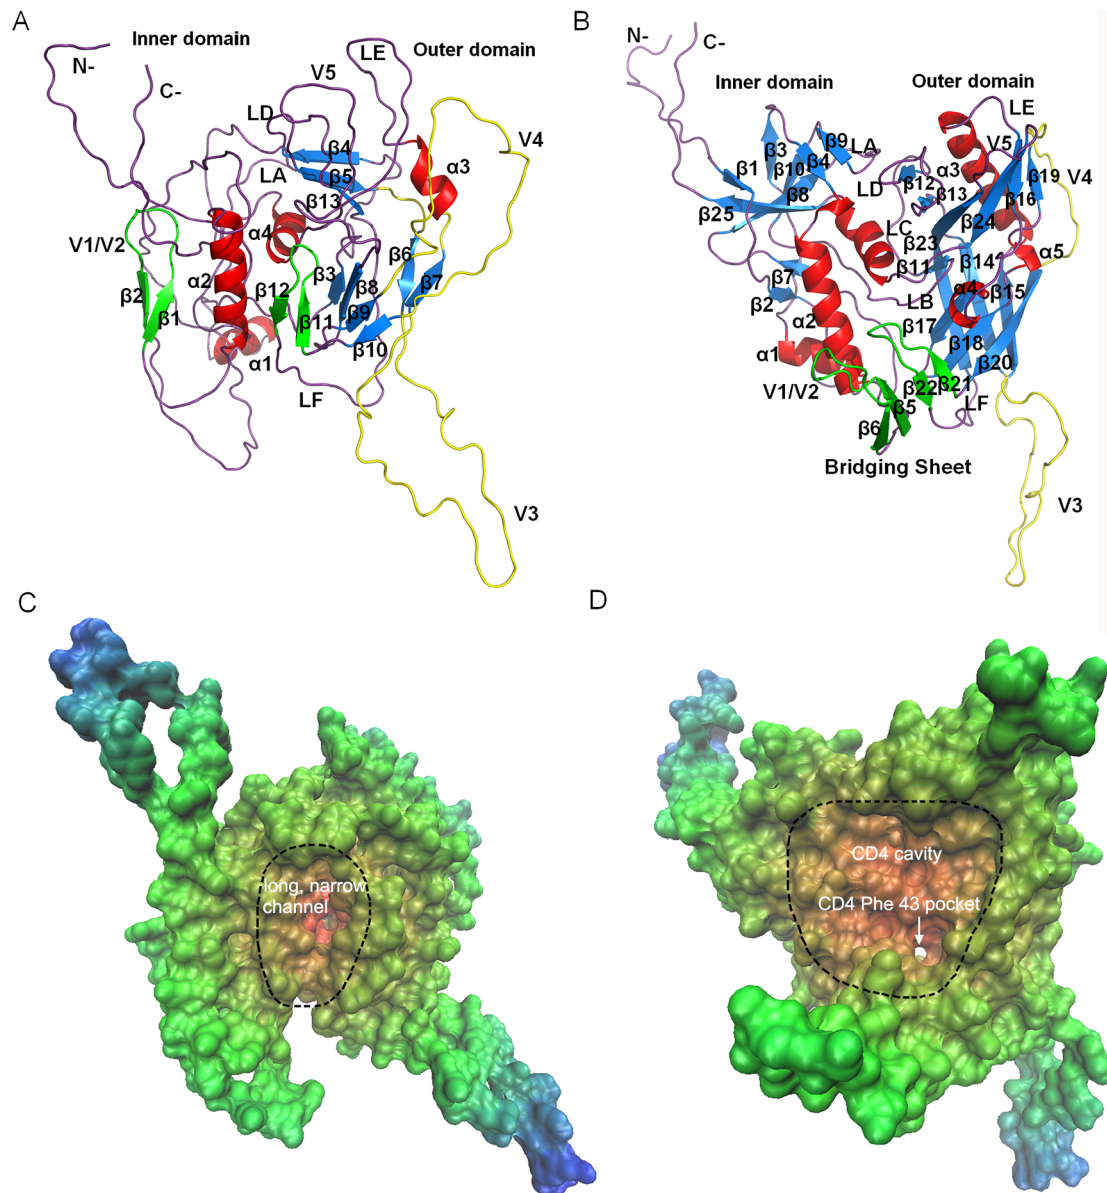 A
Inner domain
LE
Outer domain
N-
C-
V5
LD
V4
β4
α3
LA
β5
β13
V1/V2
α4
β6
α2
β3
β7
β2
β12
β8
β1
β11
β9
β10
α1
LF
V3
B
N-
C-
Inner domain
Outer domain
LE
β9
β3
LA
V5
β4
β10
α3
β19
V4
β1
LD
β12
β8
β13
β16
β25
β24
LC
β23
α5
β7
β11
β14
β2
α4
β15
LB
α2
β17
α1
β18
β20
V1/V2
β21
β22
β5
LF
β6
Bridging Sheet
V3
C
long, narrow
channel
D
CD4 cavity
CD4 Phe 43 pocket